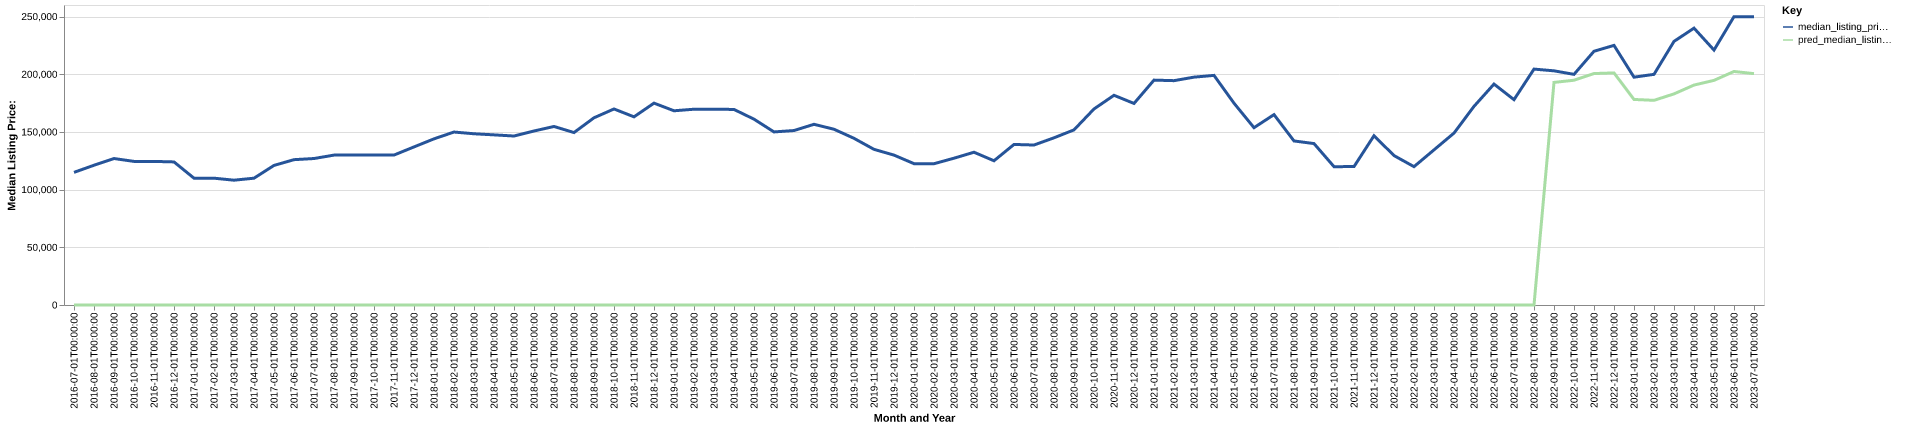 250,000
200,000
150,000
100,000
50,000
0
Median Listing Price:
2016-07-01T00:00:00
2016-08-01T00:00:00
2016-09-01T00:00:00
2016-10-01T00:00:00
2016-11-01T00:00:00
2016-12-01T00:00:00
2017-01-01T00:00:00
2017-02-01T00:00:00
2017-03-01T00:00:00
2017-04-01T00:00:00
2017-05-01T00:00:00
2017-06-01T00:00:00
2017-07-01T00:00:00
2017-08-01T00:00:00
2017-09-01T00:00:00
2017-10-01T00:00:00
2017-11-01T00:00:00
2017-12-01T00:00:00
2018-01-01T00:00:00
2018-02-01T00:00:00
2018-03-01T00:00:00
2018-04-01T00:00:00
2018-05-01T00:00:00
2018-06-01T00:00:00
2018-07-01T00:00:00
2018-08-01T00:00:00
2018-09-01T00:00:00
2018-10-01T00:00:00
2018-11-01T00:00:00
2018-12-01T00:00:00
2019-01-01T00:00:00
2019-02-01T00:00:00
2019-03-01T00:00:00
2019-04-01T00:00:00
2019-05-01T00:00:00
2019-06-01T00:00:00
2019-07-01T00:00:00
2019-08-01T00:00:00
2019-09-01T00:00:00
2019-10-01T00:00:00
2019-11-01T00:00:00
2019-12-01T00:00:00
2020-01-01T00:00:00
2020-02-01T00:00:00
2020-03-01T00:00:00
2020-04-01T00:00:00
2020-05-01T00:00:00
2020-06-01T00:00:00
2020-07-01T00:00:00
2020-08-01T00:00:00
2020-09-01T00:00:00
2020-10-01T00:00:00
2020-11-01T00:00:00
2020-12-01T00:00:00
2021-01-01T00:00:00
2021-02-01T00:00:00
2021-03-01T00:00:00
2021-04-01T00:00:00
2021-05-01T00:00:00
2021-06-01T00:00:00
2021-07-01T00:00:00
2021-08-01T00:00:00
2021-09-01T00:00:00
2021-10-01T00:00:00
2021-11-01T00:00:00
2021-12-01T00:00:00
2022-01-01T00:00:00
2022-02-01T00:00:00
2022-03-01T00:00:00
2022-04-01T00:00:00
2022-05-01T00:00:00
2022-06-01T00:00:00
2022-07-01T00:00:00
2022-08-01T00:00:00
2022-09-01T00:00:00
2022-10-01T00:00:00
2022-11-01T00:00:00
2022-12-01T00:00:00
2023-01-01T00:00:00
2023-02-01T00:00:00
2023-03-01T00:00:00
2023-04-01T00:00:00
2023-05-01T00:00:00
2023-06-01T00:00:00
2023-07-01T00:00:00
Month and Year
Key
median_listing_pri…
pred_median_listin…